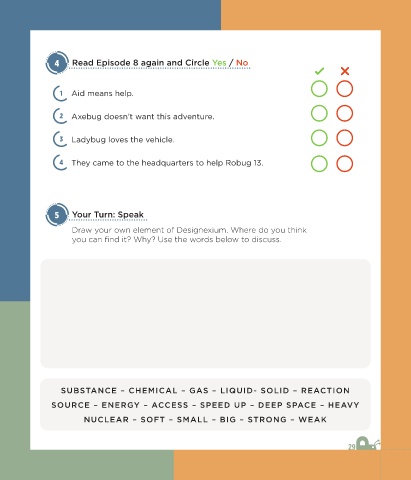 4 Read Episode 8 again and Circle Yes / No
1 Aid means help.
2 Axebug doesn't want this adventure.
3 Ladybug loves the vehicle.
4 They came to the headquarters to help Robug 13.
5 Your Turn: Speak
Draw your own element of Designexium. Where do you think
you can find it? Why? Use the words below to discuss.
SUBSTANCE – CHEMICAL – GAS – LIQUID- SOLID – REACTION
SOURCE – ENERGY – ACCESS – SPEED UP – DEEP SPACE – HEAVY
NUCLEAR – SOFT – SMALL – BIG – STRONG – WEAK
29